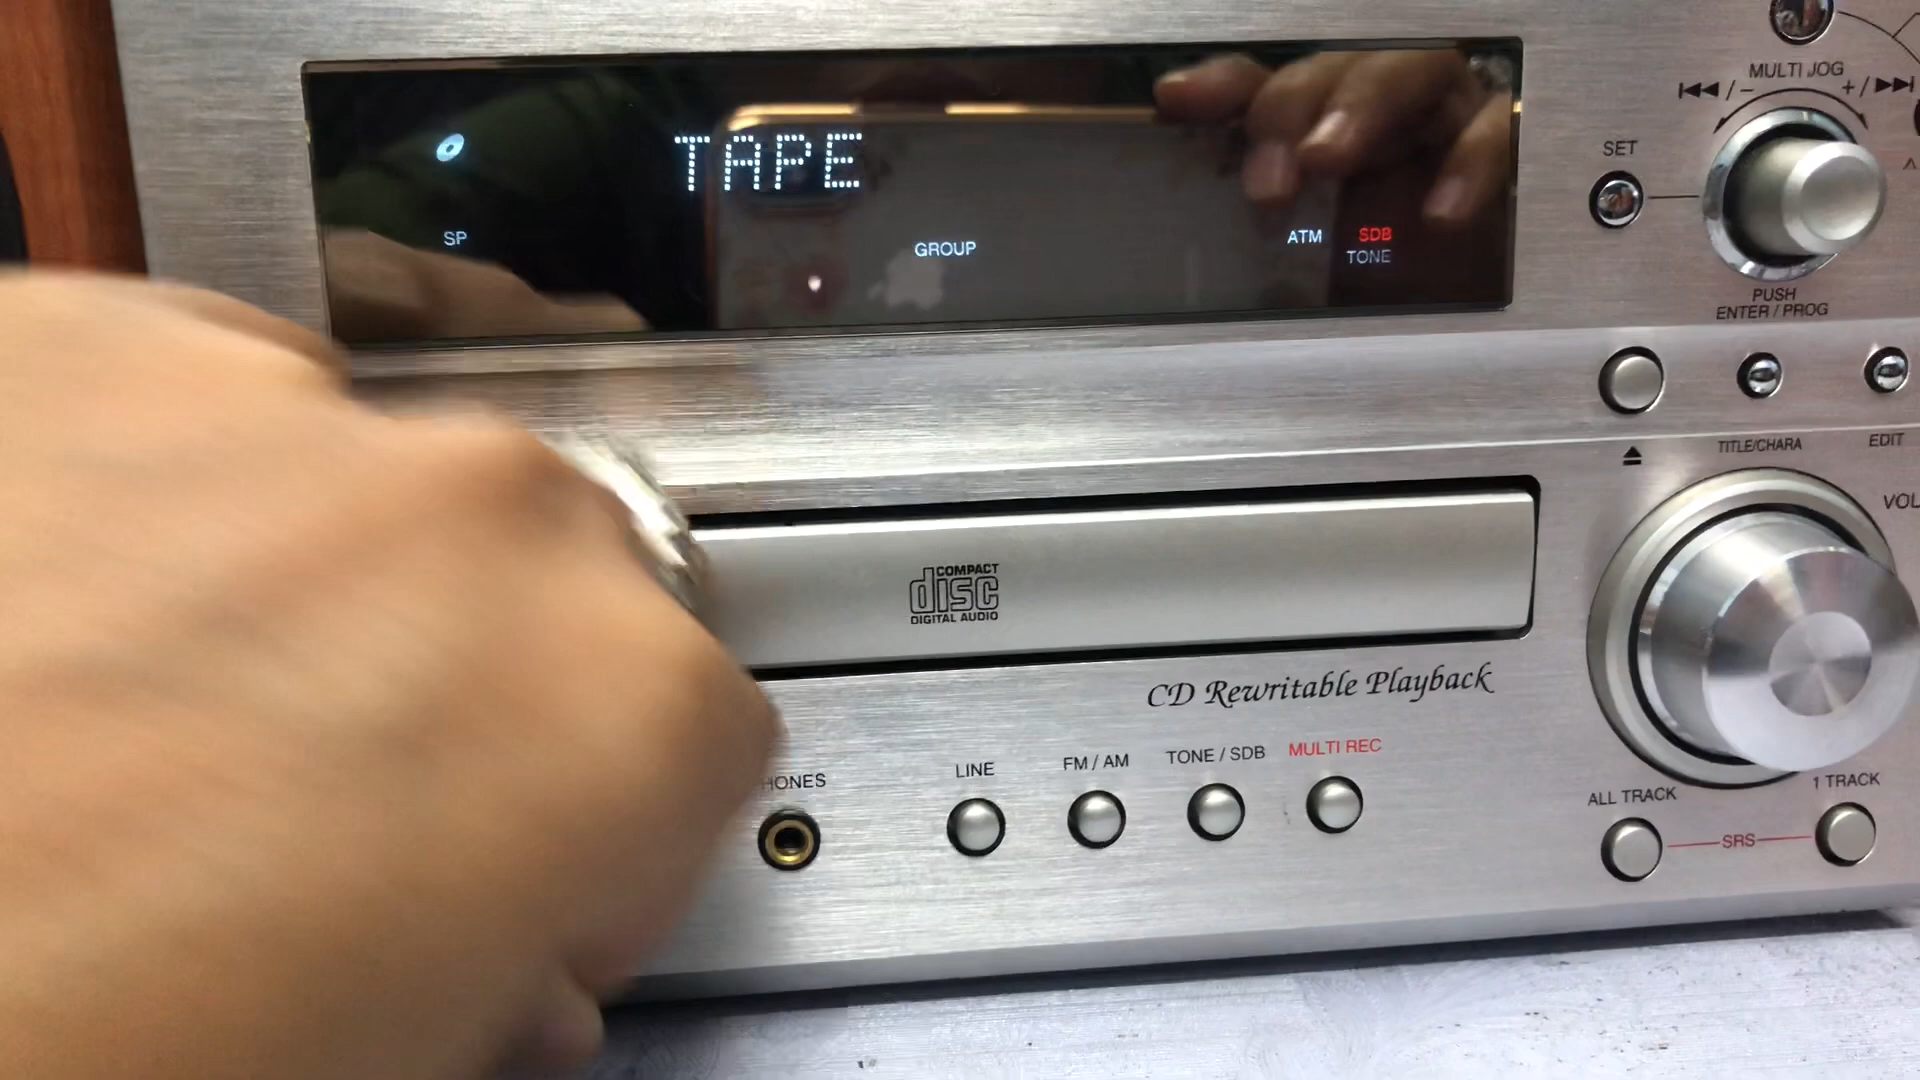 TAPE
SP
GROUP
ATM
SDB
TONE
MULTI JOG
⏮/− +/⏭
SET
PUSH
ENTER / PROG
TITLE/CHARA
EDIT
COMPACT
disc
DIGITAL AUDIO
CD Rewritable Playback
VOL
HONES
LINE
FM / AM
TONE / SDB
MULTI REC
ALL TRACK
1 TRACK
SRS